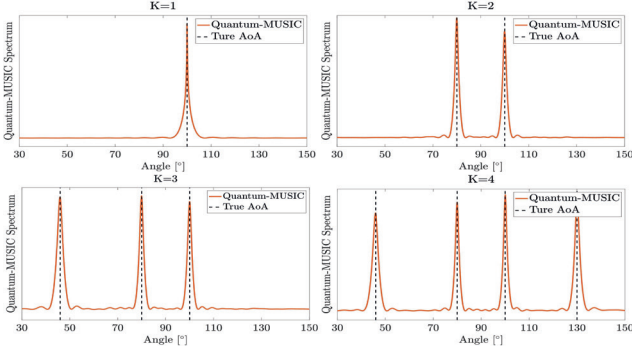 K=1
Quantum-MUSIC Spectrum
Quantum-MUSIC
Ture AoA
30 50 70 90 110 130 150
Angle [°]
K=2
Quantum-MUSIC Spectrum
Quantum-MUSIC
True AoA
30 50 70 90 110 130 150
Angle [°]
K=3
Quantum-MUSIC Spectrum
Quantum-MUSIC
True AoA
30 50 70 90 110 130 150
Angle [°]
K=4
Quantum-MUSIC Spectrum
Quantum-MUSIC
Ture AoA
30 50 70 90 110 130 150
Angle [°]